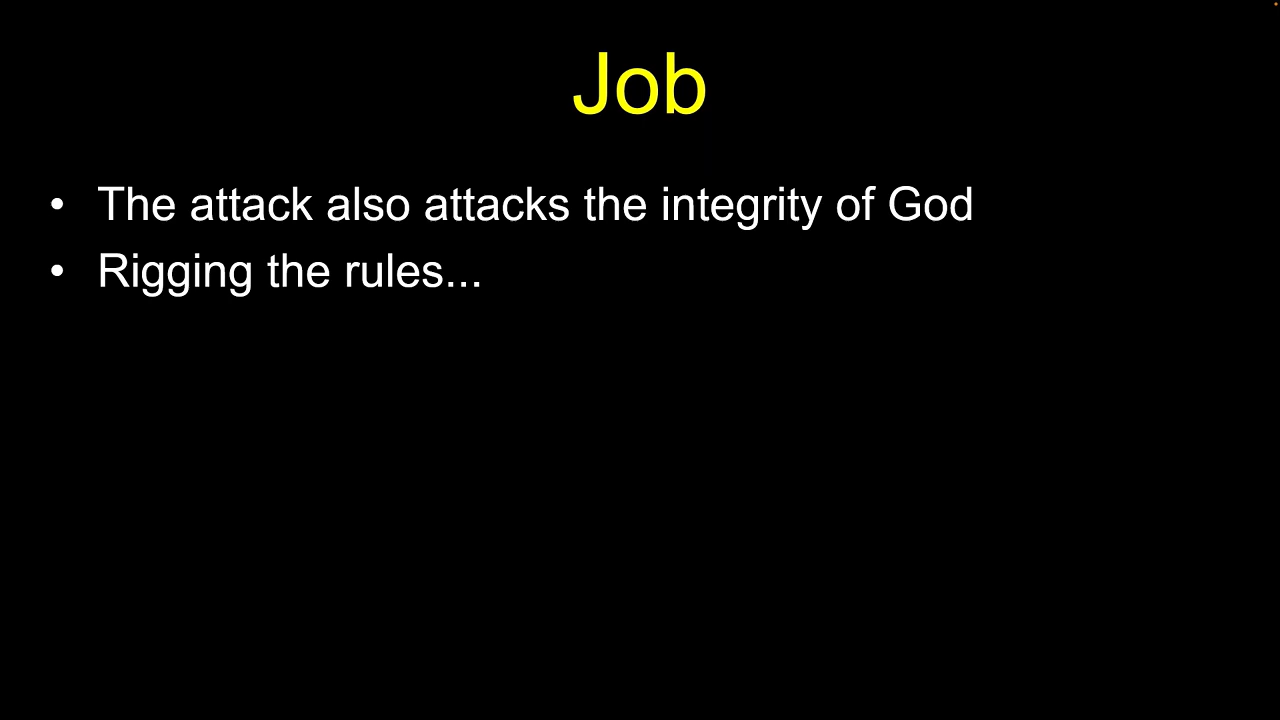 Job
• The attack also attacks the integrity of God
• Rigging the rules...